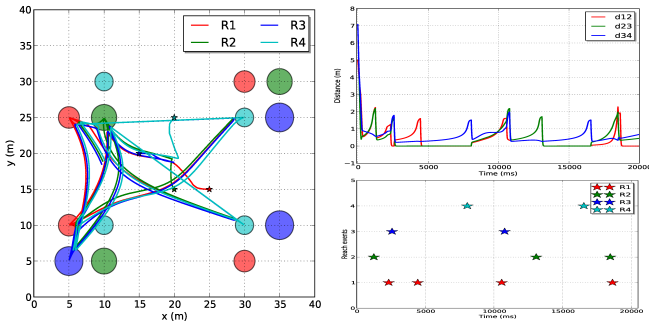 40
35
30
25
20
15
10
5
0
y (m)
0 5 10 15 20 25 30 35 40
x (m)
R1 R3
R2 R4
8
7
6
5
4
3
2
1
0
−1
Distance (m)
d12
d23
d34
0 5000 10000 15000 20000
Time (ms)
5
4
3
2
1
0
Reach events
R1
R2
R3
R4
0 5000 10000 15000 20000
Time (ms)